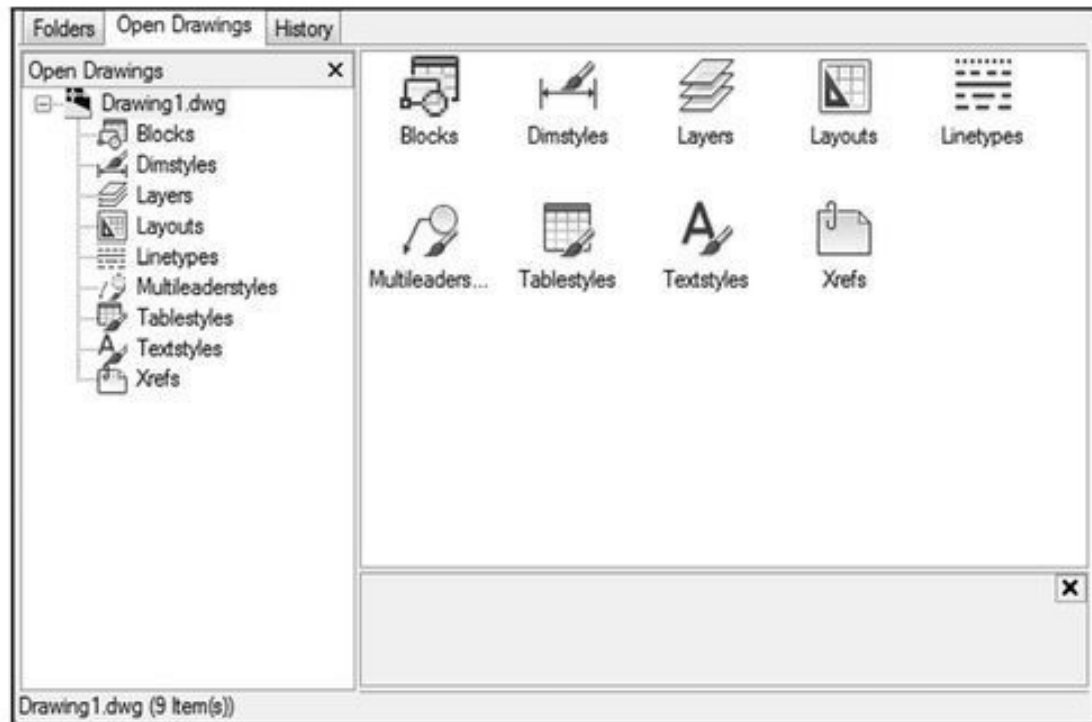 Folders Open Drawings History
Open Drawings
Drawing1.dwg
Blocks
Dimstyles
Layers
Layouts
Linetypes
Multileaderstyles
Tablestyles
Textstyles
Xrefs
Blocks Dimstyles Layers Layouts Linetypes
Multileaders... Tablestyles Textstyles Xrefs
Drawing1.dwg (9 Item(s))